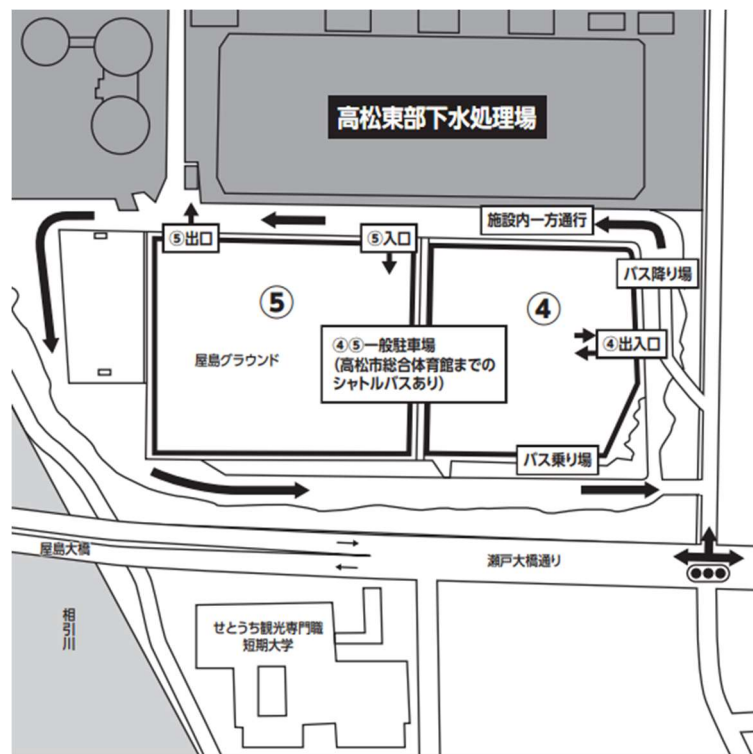 高松東部下水処理場
施設内一方通行
⑤出口
⑤入口
バス降り場
⑤
④
④出入口
屋島グラウンド
④⑤一般駐車場
(高松市総合体育館までの
シャトルバスあり)
バス乗り場
屋島大橋
瀬戸大橋通り
相引川
せとうち観光専門職
短期大学